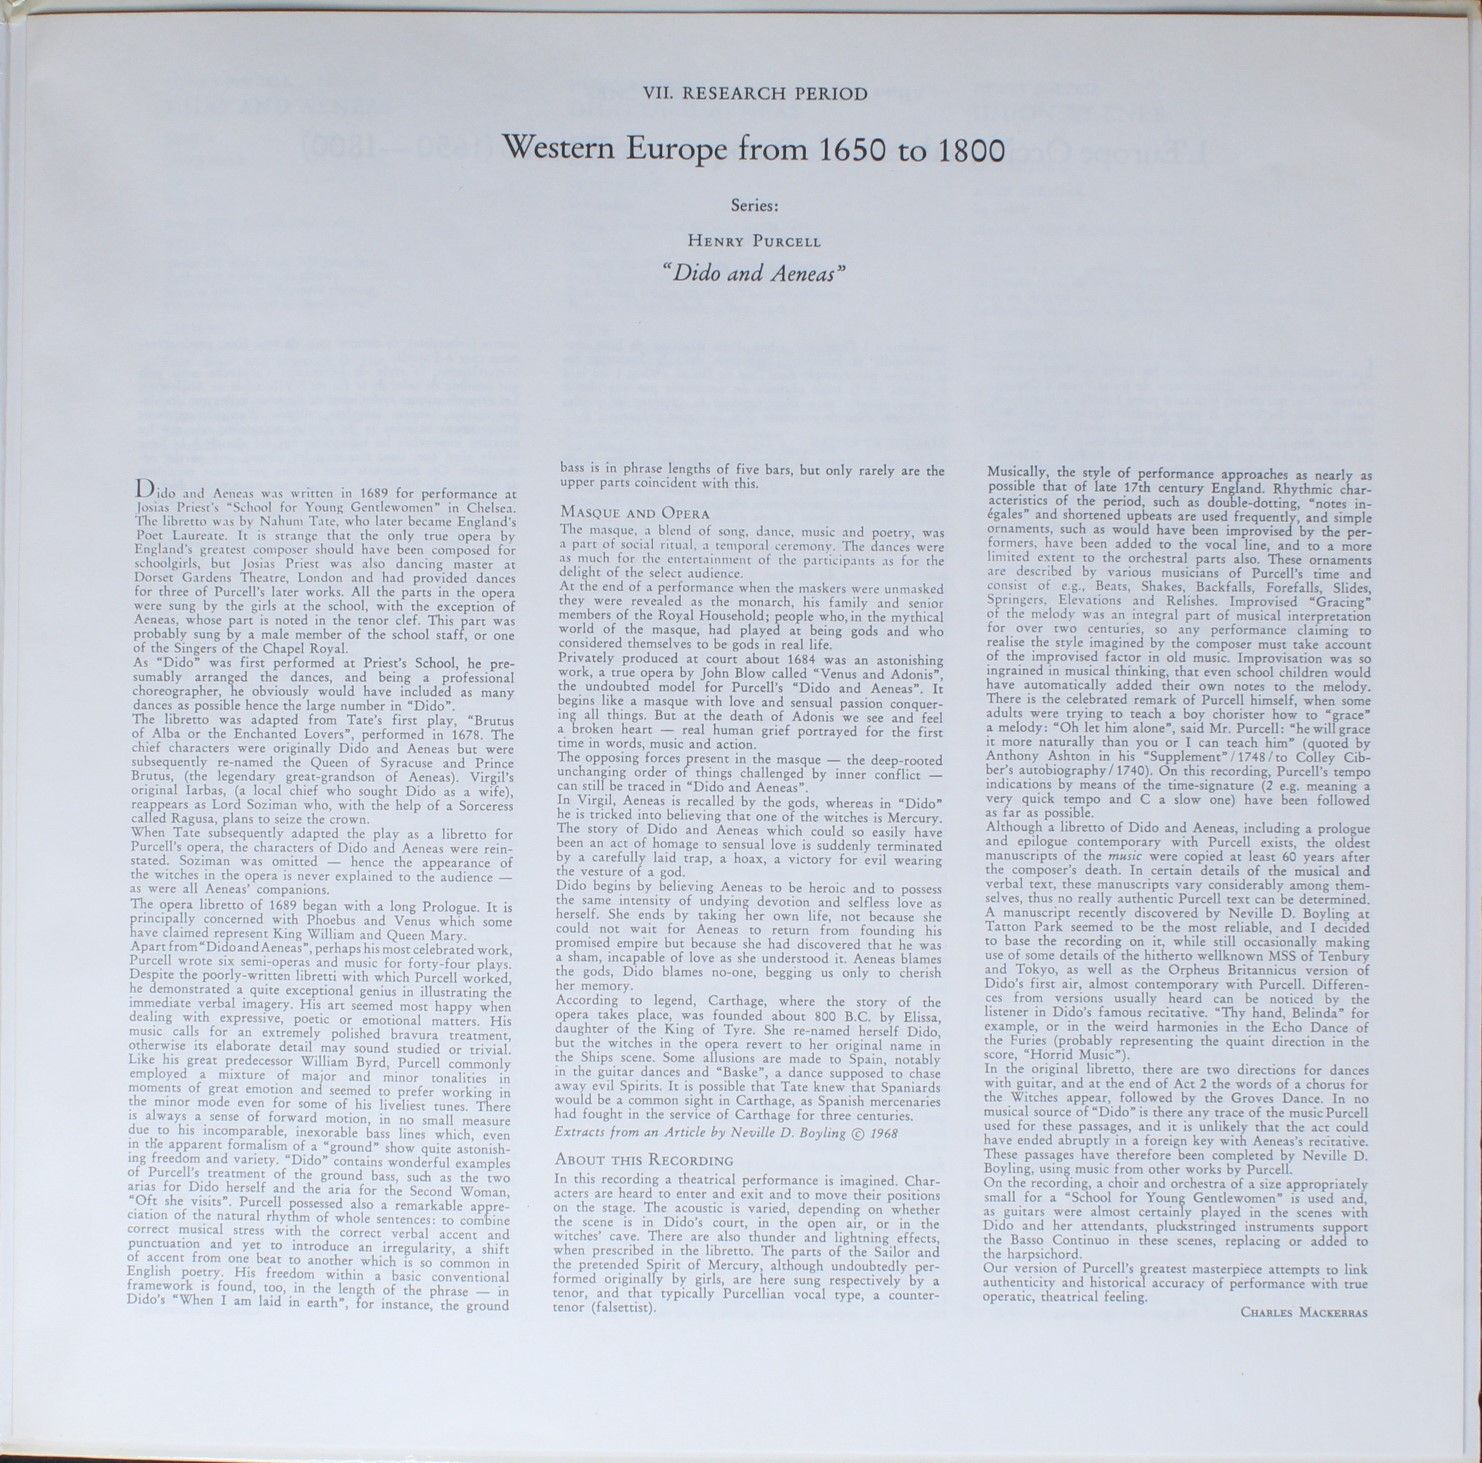 VII. RESEARCH PERIOD
Western Europe from 1650 to 1800
Series:
HENRY PURCELL
“Dido and Aeneas”
Dido and Aeneas was written in 1689 for performance at
Josias Priest's “School for Young Gentlewomen” in Chelsea.
The libretto was by Nahum Tate, who later became England's
Poet Laureate. It is strange that the only true opera by
England's greatest composer should have been composed for
schoolgirls, but Josias Priest was also dancing master at
Dorset Gardens Theatre, London and had provided dances
for three of Purcell's later works. All the parts in the opera
were sung by the girls at the school, with the exception of
Aeneas, whose part is noted in the tenor clef. This part was
probably sung by a male member of the school staff, or one
of the Singers of the Chapel Royal.
As “Dido” was first performed at Priest's School, he pre-
sumably arranged the dances, and being a professional
choreographer, he obviously would have included as many
dances as possible hence the large number in “Dido”.
The libretto was adapted from Tate's first play, “Brutus
of Alba or the Enchanted Lovers”, performed in 1678. The
chief characters were originally Dido and Aeneas but were
subsequently re-named the Queen of Syracuse and Prince
Brutus, (the legendary great-grandson of Aeneas). Virgil's
original Iarbas, (a local chief who sought Dido as a wife),
reappears as Lord Soziman who, with the help of a Sorceress
called Ragusa, plans to seize the crown.
When Tate subsequently adapted the play as a libretto for
Purcell's opera, the characters of Dido and Aeneas were rein-
stated. Soziman was omitted — hence the appearance of
the witches in the opera is never explained to the audience —
as were all Aeneas' companions.
The opera libretto of 1689 began with a long Prologue. It is
principally concerned with Phoebus and Venus which some
have claimed represent King William and Queen Mary.
Apart from “Dido and Aeneas”, perhaps his most celebrated work,
Purcell wrote six semi-operas and music for forty-four plays.
Despite the poorly-written libretti with which Purcell worked,
he demonstrated a quite exceptional genius in illustrating the
immediate verbal imagery. His art seemed most happy when
dealing with expressive, poetic or emotional matters. His
music calls for an extremely polished bravura treatment,
otherwise its elaborate detail may sound studied or trivial.
Like his great predecessor William Byrd, Purcell commonly
employed a mixture of major and minor tonalities in
moments of great emotion and seemed to prefer working in
the minor mode even for some of his liveliest tunes. There
is always a sense of forward motion, in no small measure
due to his incomparable, inexorable bass lines which, even
in the apparent formalism of a “ground” show quite astonish-
ing freedom and variety. “Dido” contains wonderful examples
of Purcell's treatment of the ground bass, such as the two
arias for Dido herself and the aria for the Second Woman,
“Oft she visits”. Purcell possessed also a remarkable appre-
ciation of the natural rhythm of whole sentences: to combine
correct musical stress with the correct verbal accent and
punctuation and yet to introduce an irregularity, a shift
of accent from one beat to another which is so common in
English poetry. His freedom within a basic conventional
framework is found, too, in the length of the phrase — in
Dido's “When I am laid in earth”, for instance, the ground
bass is in phrase lengths of five bars, but only rarely are the
upper parts coincident with this.
MASQUE AND OPERA
The masque, a blend of song, dance, music and poetry, was
a part of social ritual, a temporal ceremony. The dances were
as much for the entertainment of the participants as for the
delight of the select audience.
At the end of a performance when the maskers were unmasked
they were revealed as the monarch, his family and senior
members of the Royal Household; people who, in the mythical
world of the masque, had played at being gods and who
considered themselves to be gods in real life.
Privately produced at court about 1684 was an astonishing
work, a true opera by John Blow called “Venus and Adonis”,
the undoubted model for Purcell's “Dido and Aeneas”. It
begins like a masque with love and sensual passion conquer-
ing all things. But at the death of Adonis we see and feel
a broken heart — real human grief portrayed for the first
time in words, music and action.
The opposing forces present in the masque — the deep-rooted
unchanging order of things challenged by inner conflict —
can still be traced in “Dido and Aeneas”.
In Virgil, Aeneas is recalled by the gods, whereas in “Dido”
he is tricked into believing that one of the witches is Mercury.
The story of Dido and Aeneas which could so easily have
been an act of homage to sensual love is suddenly terminated
by a carefully laid trap, a hoax, a victory for evil wearing
the vesture of a god.
Dido begins by believing Aeneas to be heroic and to possess
the same intensity of undying devotion and selfless love as
herself. She ends by taking her own life, not because she
could not wait for Aeneas to return from founding his
promised empire but because she had discovered that he was
a sham, incapable of love as she understood it. Aeneas blames
the gods, Dido blames no-one, begging us only to cherish
her memory.
According to legend, Carthage, where the story of the
opera takes place, was founded about 800 B.C. by Elissa,
daughter of the King of Tyre. She re-named herself Dido,
but the witches in the opera revert to her original name in
the Ships scene. Some allusions are made to Spain, notably
in the guitar dances and “Baske”, a dance supposed to chase
away evil Spirits. It is possible that Tate knew that Spaniards
would be a common sight in Carthage, as Spanish mercenaries
had fought in the service of Carthage for three centuries.
Extracts from an Article by Neville D. Boyling © 1968
ABOUT THIS RECORDING
In this recording a theatrical performance is imagined. Char-
acters are heard to enter and exit and to move their positions
on the stage. The acoustic is varied, depending on whether
the scene is in Dido's court, in the open air, or in the
witches' cave. There are also thunder and lightning effects,
when prescribed in the libretto. The parts of the Sailor and
the pretended Spirit of Mercury, although undoubtedly per-
formed originally by girls, are here sung respectively by a
tenor, and that typically Purcellian vocal type, a counter-
tenor (falsettist).
Musically, the style of performance approaches as nearly as
possible that of late 17th century England. Rhythmic char-
acteristics of the period, such as double-dotting, “notes in-
égales” and shortened upbeats are used frequently, and simple
ornaments, such as would have been improvised by the per-
formers, have been added to the vocal line, and to a more
limited extent to the orchestral parts also. These ornaments
are described by various musicians of Purcell's time and
consist of e.g., Beats, Shakes, Backfalls, Forefalls, Slides,
Springers, Elevations and Relishes. Improvised “Gracing”
of the melody was an integral part of musical interpretation
for over two centuries, so any performance claiming to
realise the style imagined by the composer must take account
of the improvised factor in old music. Improvisation was so
ingrained in musical thinking, that even school children would
have automatically added their own notes to the melody.
There is the celebrated remark of Purcell himself, when some
adults were trying to teach a boy chorister how to “grace”
a melody: “Oh let him alone”, said Mr. Purcell: “he will grace
it more naturally than you or I can teach him” (quoted by
Anthony Ashton in his “Supplement”/1748/to Colley Cib-
ber's autobiography/1740). On this recording, Purcell's tempo
indications by means of the time-signature (2 e.g. meaning a
very quick tempo and C a slow one) have been followed
as far as possible.
Although a libretto of Dido and Aeneas, including a prologue
and epilogue contemporary with Purcell exists, the oldest
manuscripts of the music were copied at least 60 years after
the composer's death. In certain details of the musical and
verbal text, these manuscripts vary considerably among them-
selves, thus no really authentic Purcell text can be determined.
A manuscript recently discovered by Neville D. Boyling at
Tatton Park seemed to be the most reliable, and I decided
to base the recording on it, while still occasionally making
use of some details of the hitherto wellknown MSS of Tenbury
and Tokyo, as well as the Orpheus Britannicus version of
Dido's first air, almost contemporary with Purcell. Differen-
ces from versions usually heard can be noticed by the
listener in Dido's famous recitative. “Thy hand, Belinda” for
example, or in the weird harmonies in the Echo Dance of
the Furies (probably representing the quaint direction in the
score, “Horrid Music”).
In the original libretto, there are two directions for dances
with guitar, and at the end of Act 2 the words of a chorus for
the Witches appear, followed by the Groves Dance. In no
musical source of “Dido” is there any trace of the music Purcell
used for these passages, and it is unlikely that the act could
have ended abruptly in a foreign key with Aeneas's recitative.
These passages have therefore been completed by Neville D.
Boyling, using music from other works by Purcell.
On the recording, a choir and orchestra of a size appropriately
small for a “School for Young Gentlewomen” is used and,
as guitars were almost certainly played in the scenes with
Dido and her attendants, pluckstringed instruments support
the Basso Continuo in these scenes, replacing or added to
the harpsichord.
Our version of Purcell's greatest masterpiece attempts to link
authenticity and historical accuracy of performance with true
operatic, theatrical feeling.
CHARLES MACKERRAS